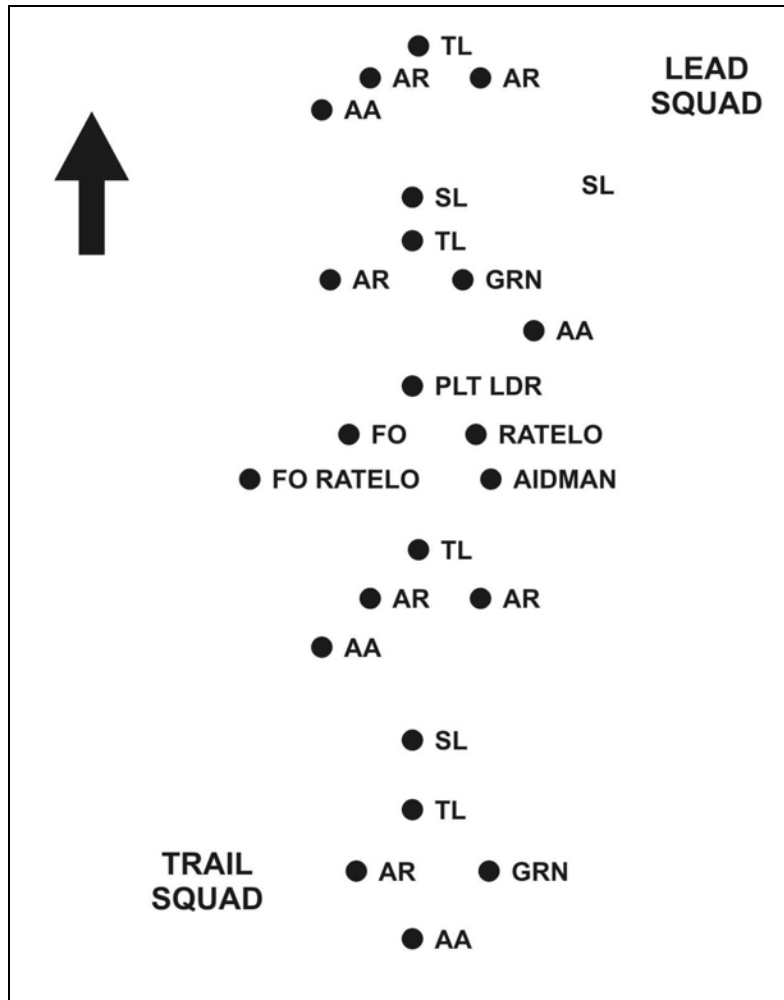 TL
AR AR
LEAD
SQUAD
AA
SL
SL
TL
AR GRN
AA
PLT LDR
FO RATELO
FO RATELO AIDMAN
TL
AR AR
AA
SL
TL
TRAIL
SQUAD
AR GRN
AA